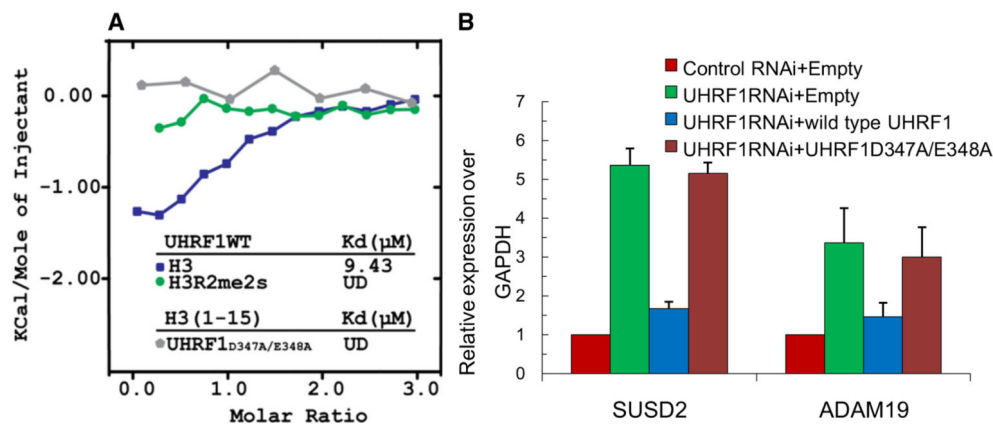 A
KCal/Mole of Injectant
0.00
-1.00
-2.00
UHRF1WT Kd(µM)
H3 9.43
H3R2me2s UD
H3(1-15) Kd(µM)
UHRF1D347A/E348A UD
0.0 1.0 2.0 3.0
Molar Ratio
B
Control RNAi+Empty
UHRF1RNAi+Empty
UHRF1RNAi+wild type UHRF1
UHRF1RNAi+UHRF1D347A/E348A
Relative expression over
GAPDH
7
6
5
4
3
2
1
0
SUSD2 ADAM19